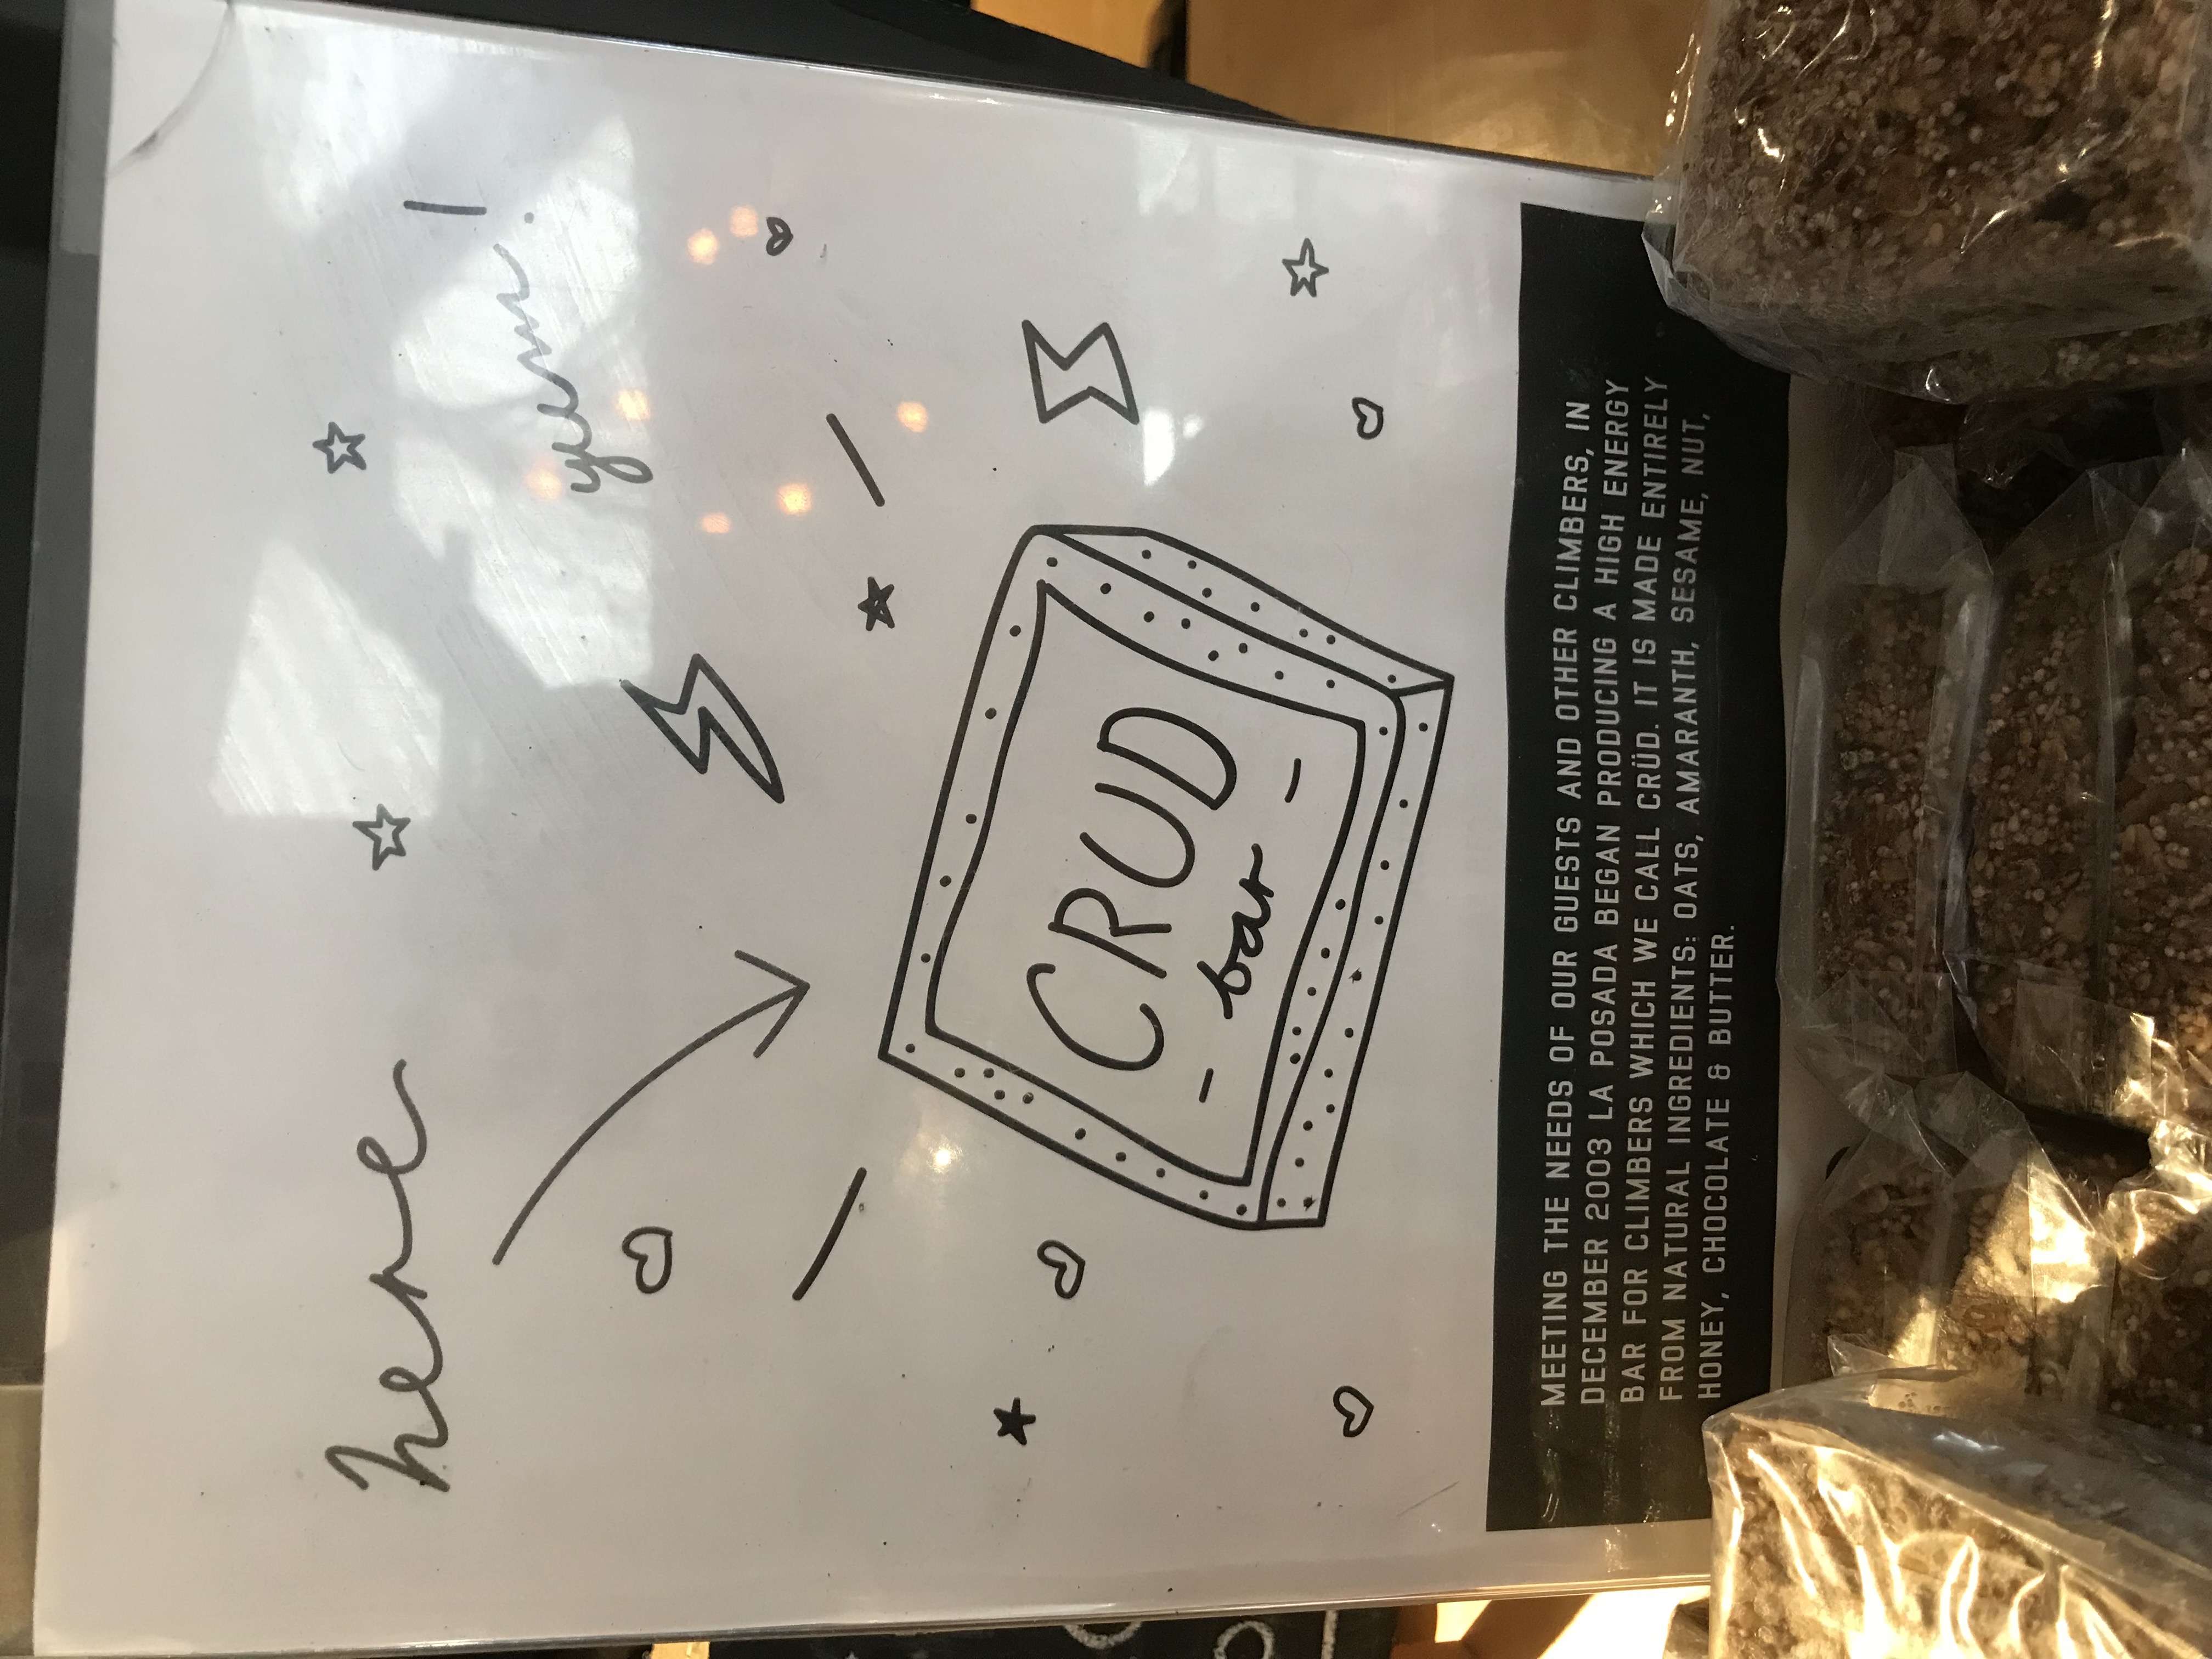 here
yum!
CRUD
- bar -
MEETING THE NEEDS OF OUR GUESTS AND OTHER CLIMBERS, IN
DECEMBER 2003 LA POSADA BEGAN PRODUCING A HIGH ENERGY
BAR FOR CLIMBERS WHICH WE CALL CRÜD. IT IS MADE ENTIRELY
FROM NATURAL INGREDIENTS: OATS, AMARANTH, SESAME, NUT,
HONEY, CHOCOLATE & BUTTER.